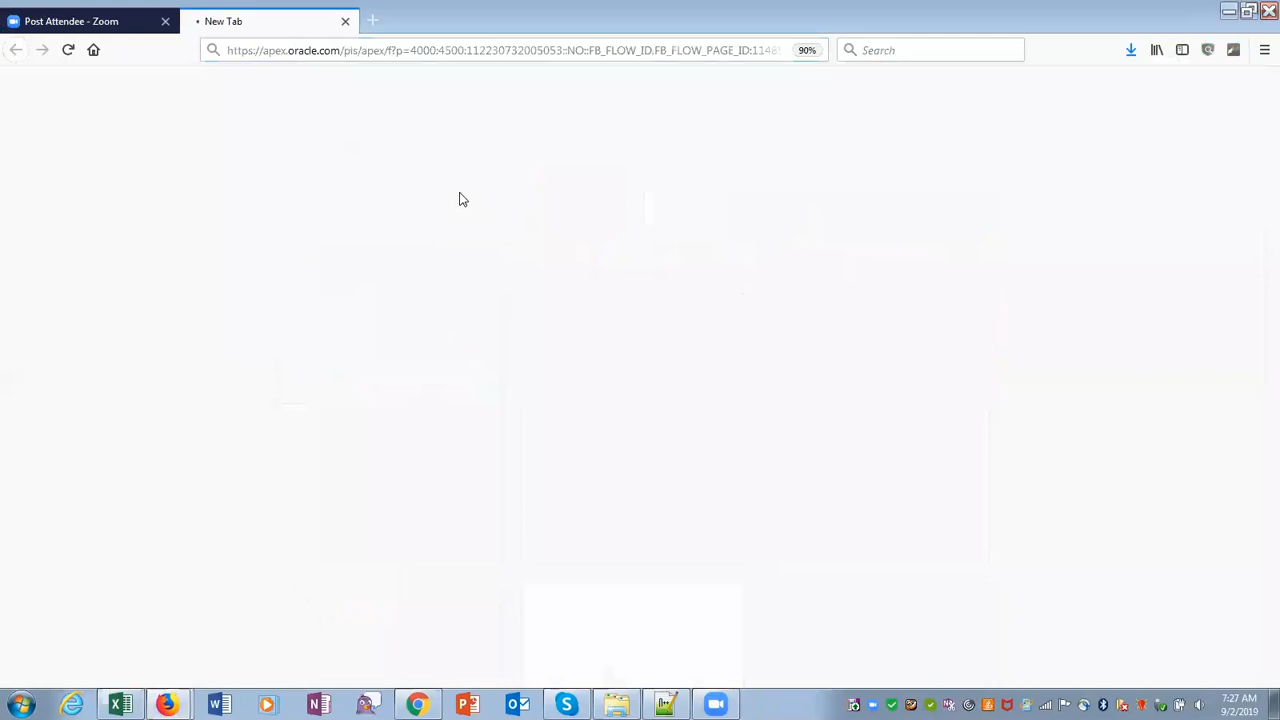 Post Attendee - Zoom
New Tab
https://apex.oracle.com/pis/apex/f?p=4000:4500:112230732005053::NO::FB_FLOW_ID,FB_FLOW_PAGE_ID:1148
90%
Search
7:27 AM
9/2/2019